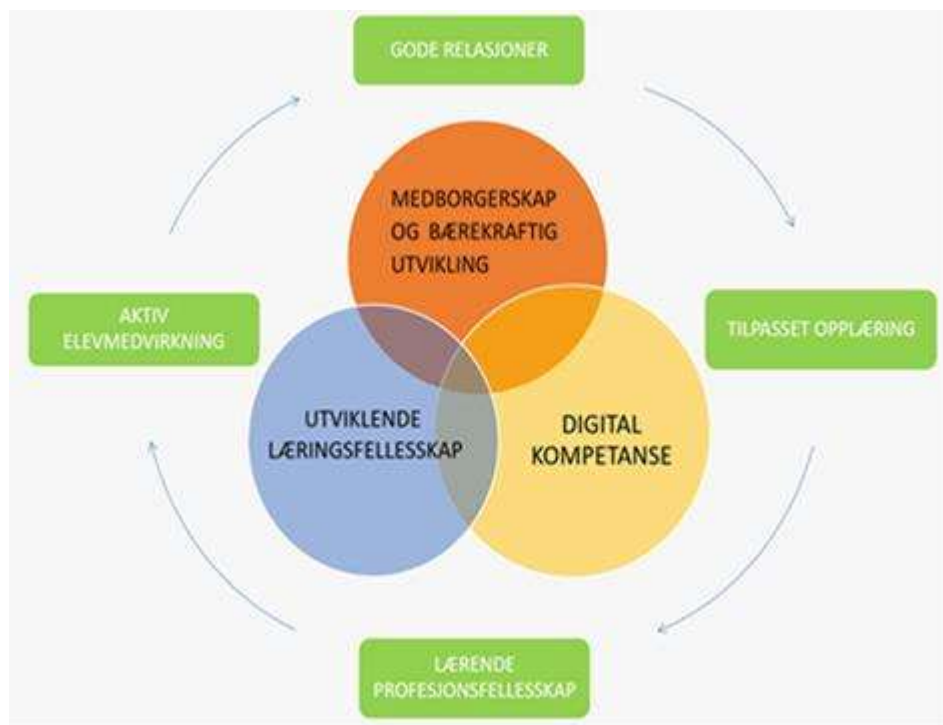 GODE RELASJONER
MEDBORGERSKAP
OG BÆREKRAFTIG
UTVIKLING
AKTIV
ELEVMEDVIRKNING
TILPASSET OPPLÆRING
UTVIKLENDE
LÆRINGSFELLESSKAP
DIGITAL
KOMPETANSE
LÆRENDE
PROFESJONSFELLESSKAP